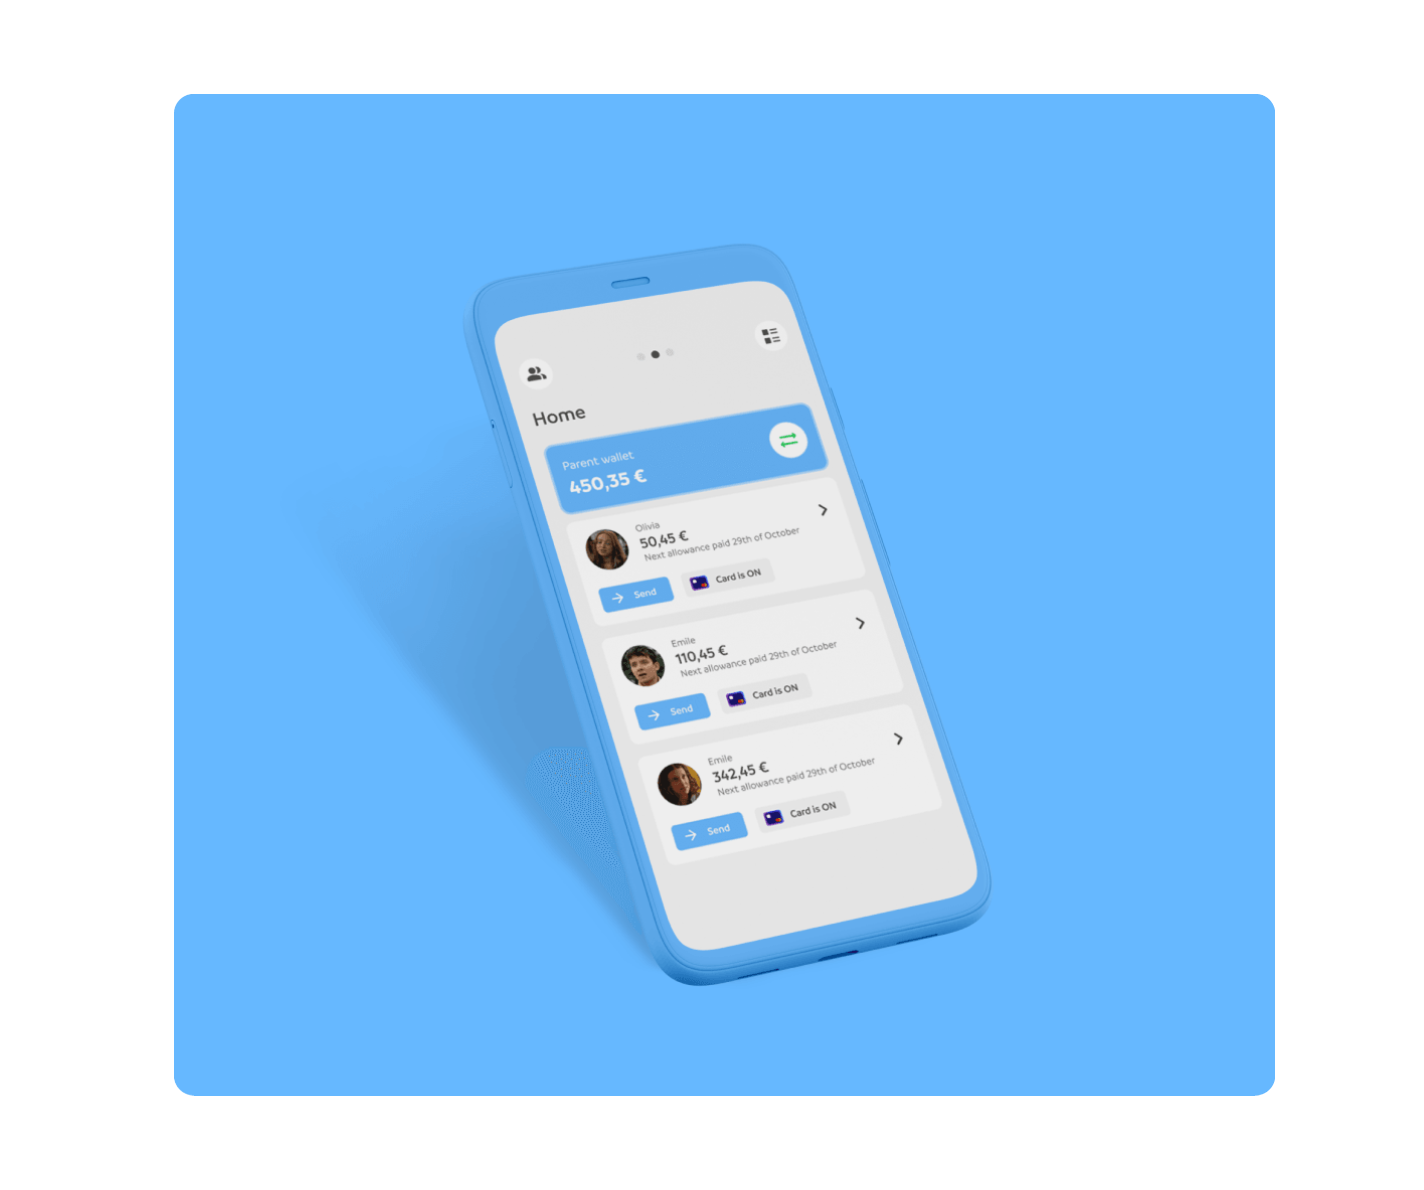 Home
Parent wallet
450,35 €
Olivia
50,45 €
Next allowance paid 29th of October
Send
Card is ON
Emile
110,45 €
Next allowance paid 29th of October
Send
Card is ON
Emile
342,45 €
Next allowance paid 29th of October
Send
Card is ON